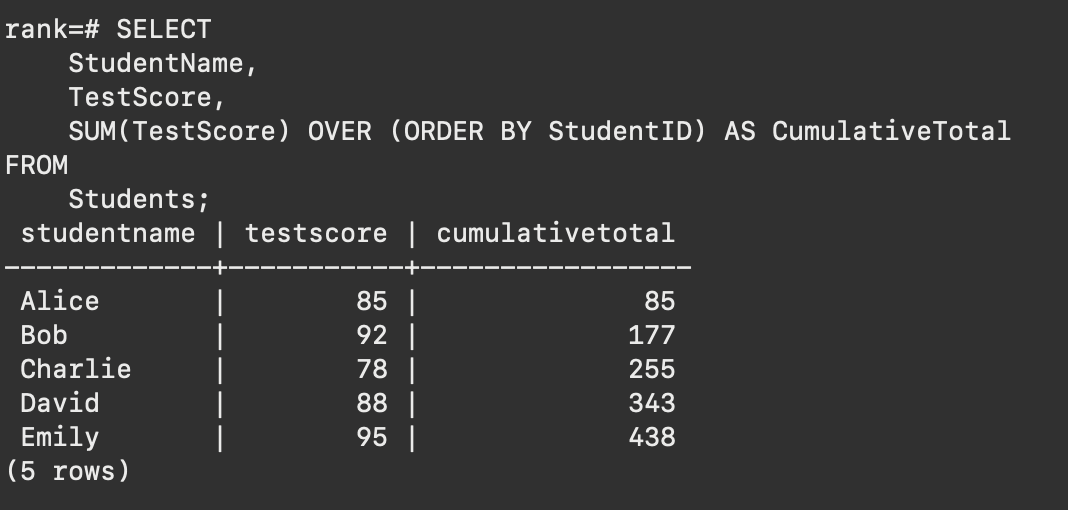 rank=# SELECT
    StudentName,
    TestScore,
    SUM(TestScore) OVER (ORDER BY StudentID) AS CumulativeTotal
FROM
    Students;
 studentname | testscore | cumulativetotal
-------------+-----------+-----------------
 Alice       |        85 |              85
 Bob         |        92 |             177
 Charlie     |        78 |             255
 David       |        88 |             343
 Emily       |        95 |             438
(5 rows)